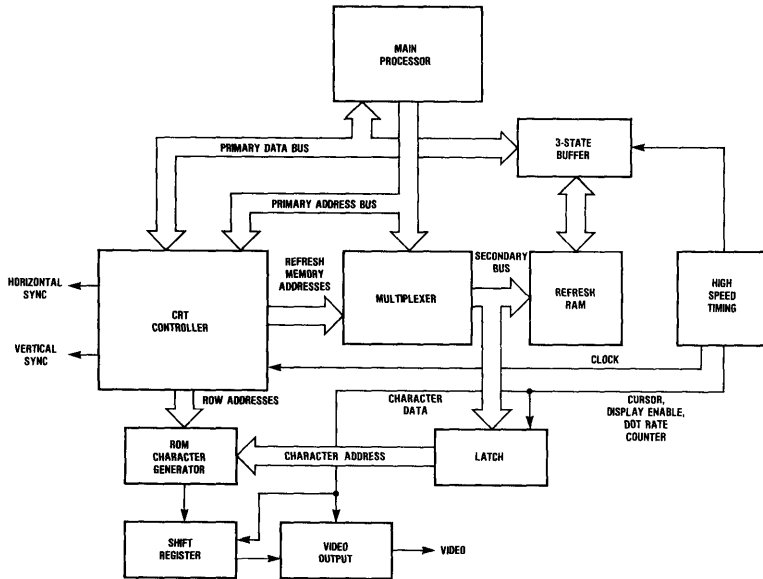 MAIN
PROCESSOR
PRIMARY DATA BUS
3-STATE
BUFFER
PRIMARY ADDRESS BUS
CRT
CONTROLLER
REFRESH
MEMORY
ADDRESSES
MULTIPLEXER
SECONDARY
BUS
REFRESH
RAM
HIGH
SPEED
TIMING
HORIZONTAL
SYNC
VERTICAL
SYNC
CLOCK
ROW ADDRESSES
CHARACTER
DATA
CURSOR,
DISPLAY ENABLE,
DOT RATE
COUNTER
ROM
CHARACTER
GENERATOR
CHARACTER ADDRESS
LATCH
SHIFT
REGISTER
VIDEO
OUTPUT
VIDEO